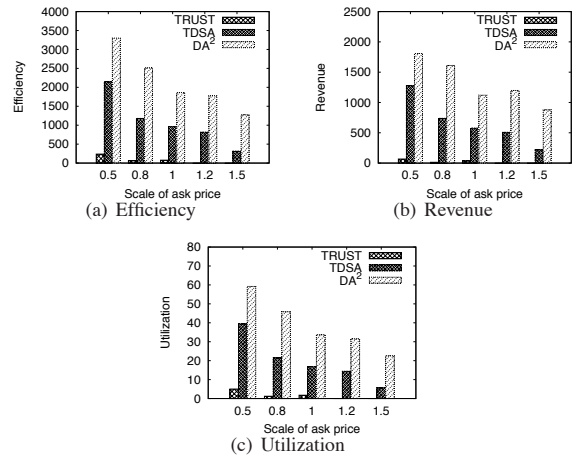 TRUST
TDSA
DA²
4000
3500
3000
2500
2000
1500
1000
500
0
Efficiency
0.5 0.8 1 1.2 1.5
Scale of ask price
(a) Efficiency
TRUST
TDSA
DA²
2500
2000
1500
1000
500
0
Revenue
0.5 0.8 1 1.2 1.5
Scale of ask price
(b) Revenue
TRUST
TDSA
DA²
80
70
60
50
40
30
20
10
0
Utilization
0.5 0.8 1 1.2 1.5
Scale of ask price
(c) Utilization